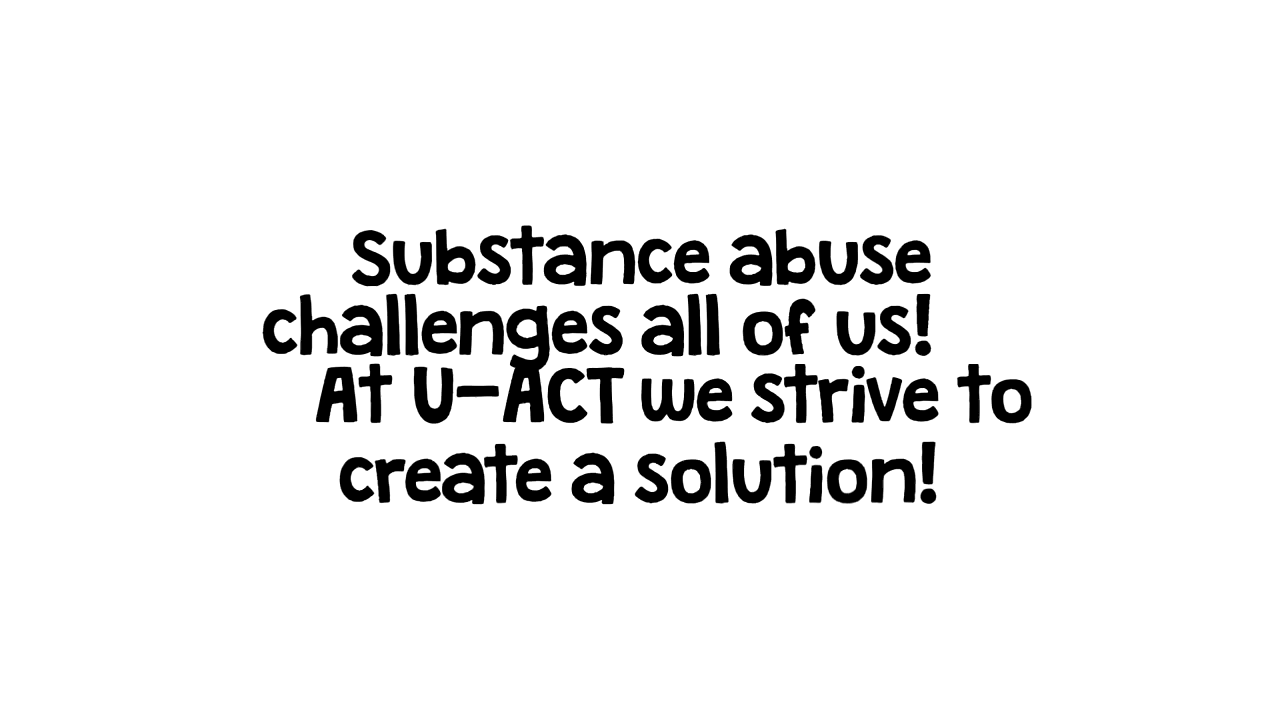 Substance abuse
challenges all of us!
At U-ACT we strive to
create a solution!